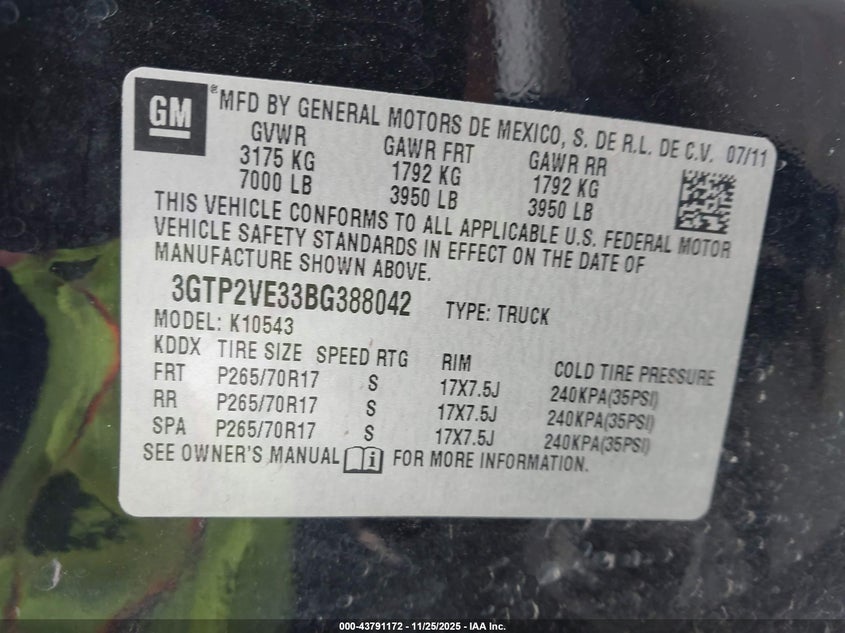 GM
®MFD BY GENERAL MOTORS DE MEXICO, S. DE R.L. DE C.V. 07/11
GVWR GAWR FRT GAWR RR
3175 KG 1792 KG 1792 KG
7000 LB 3950 LB 3950 LB
THIS VEHICLE CONFORMS TO ALL APPLICABLE U.S. FEDERAL MOTOR
VEHICLE SAFETY STANDARDS IN EFFECT ON THE DATE OF
MANUFACTURE SHOWN ABOVE.
3GTP2VE33BG388042 TYPE: TRUCK
MODEL: K10543
KDDX TIRE SIZE SPEED RTG RIM COLD TIRE PRESSURE
FRT P265/70R17 S 17X7.5J 240KPA(35PSI)
RR P265/70R17 S 17X7.5J 240KPA(35PSI)
SPA P265/70R17 S 17X7.5J 240KPA(35PSI)
SEE OWNER'S MANUAL i FOR MORE INFORMATION.
000-43791172 - 11/25/2025 - IAA Inc.